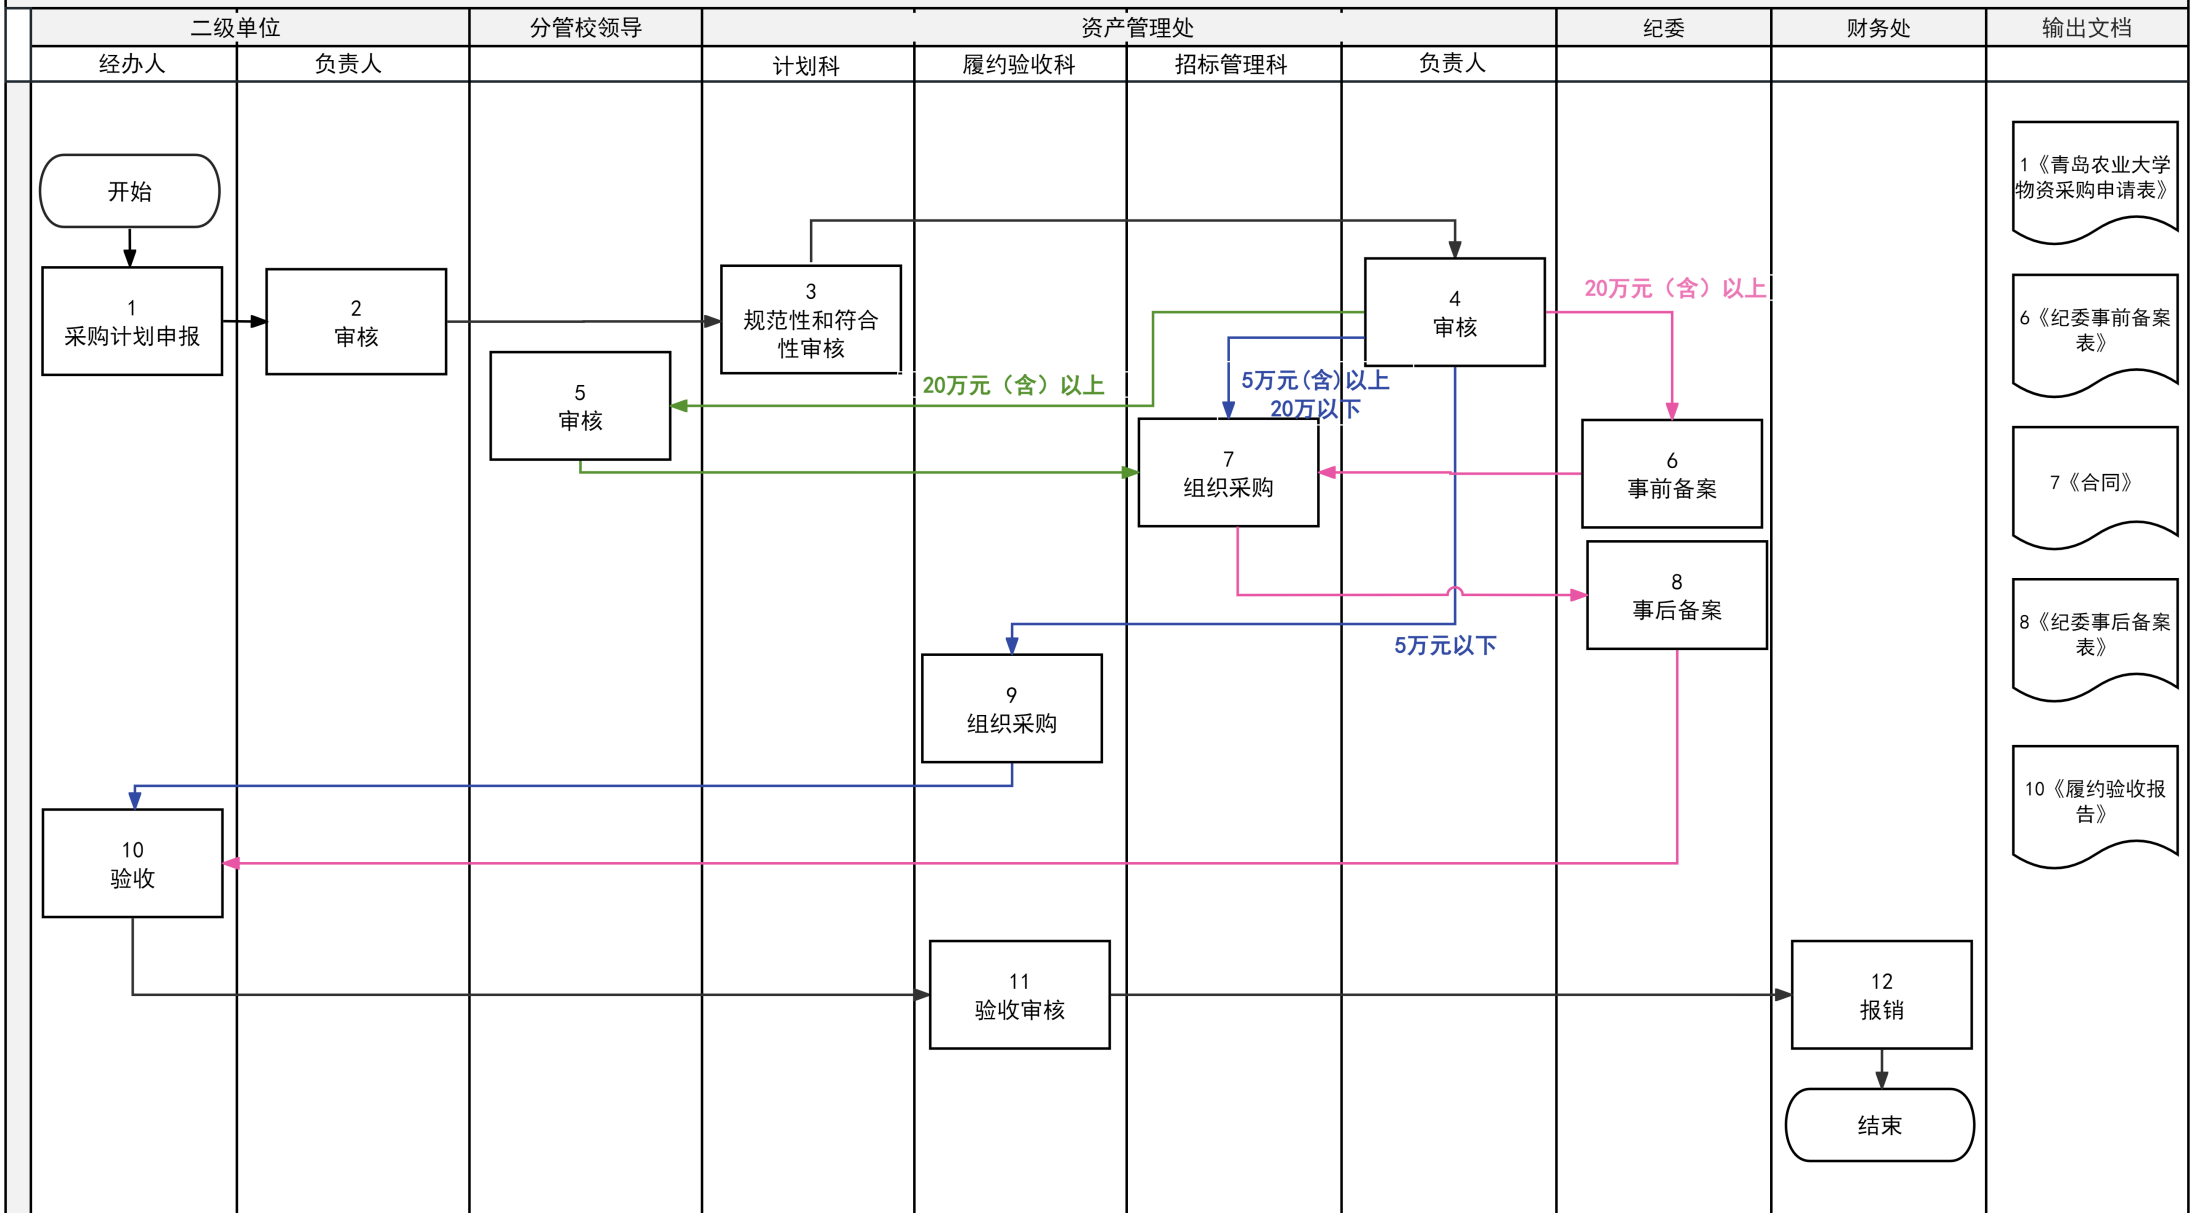 二级单位
分管校领导
资产管理处
纪委
财务处
输出文档
经办人
负责人
计划科
履约验收科
招标管理科
负责人
开始
1
采购计划申报
2
审核
3
规范性和符合
性审核
4
审核
20万元（含）以上
20万元（含）以上
5万元(含)以上
20万以下
5
审核
6
事前备案
7
组织采购
8
事后备案
5万元以下
9
组织采购
10
验收
11
验收审核
12
报销
结束
1《青岛农业大学
物资采购申请表》
6《纪委事前备案
表》
7《合同》
8《纪委事后备案
表》
10《履约验收报
告》